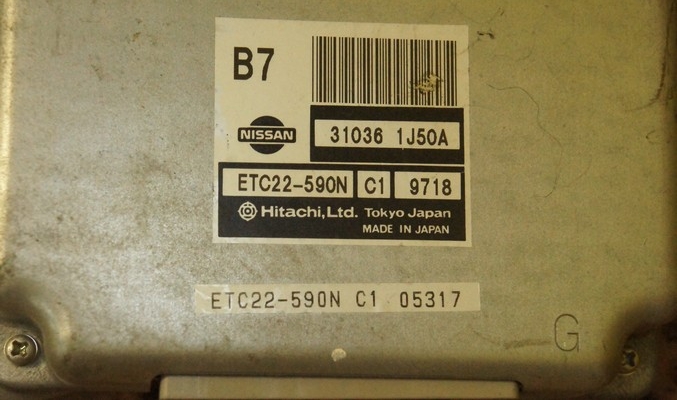 B7
NISSAN
31036 1J50A
ETC22-590N C1 9718
Hitachi,Ltd. Tokyo Japan
MADE IN JAPAN
ETC22-590N C1 05317
G